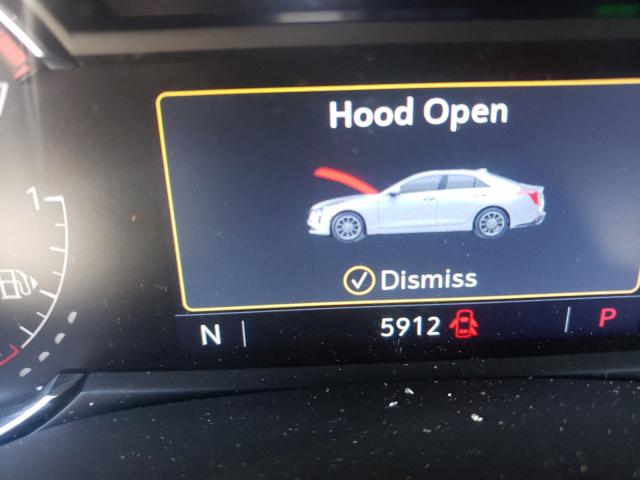 Hood Open
1
Dismiss
N 5912 P